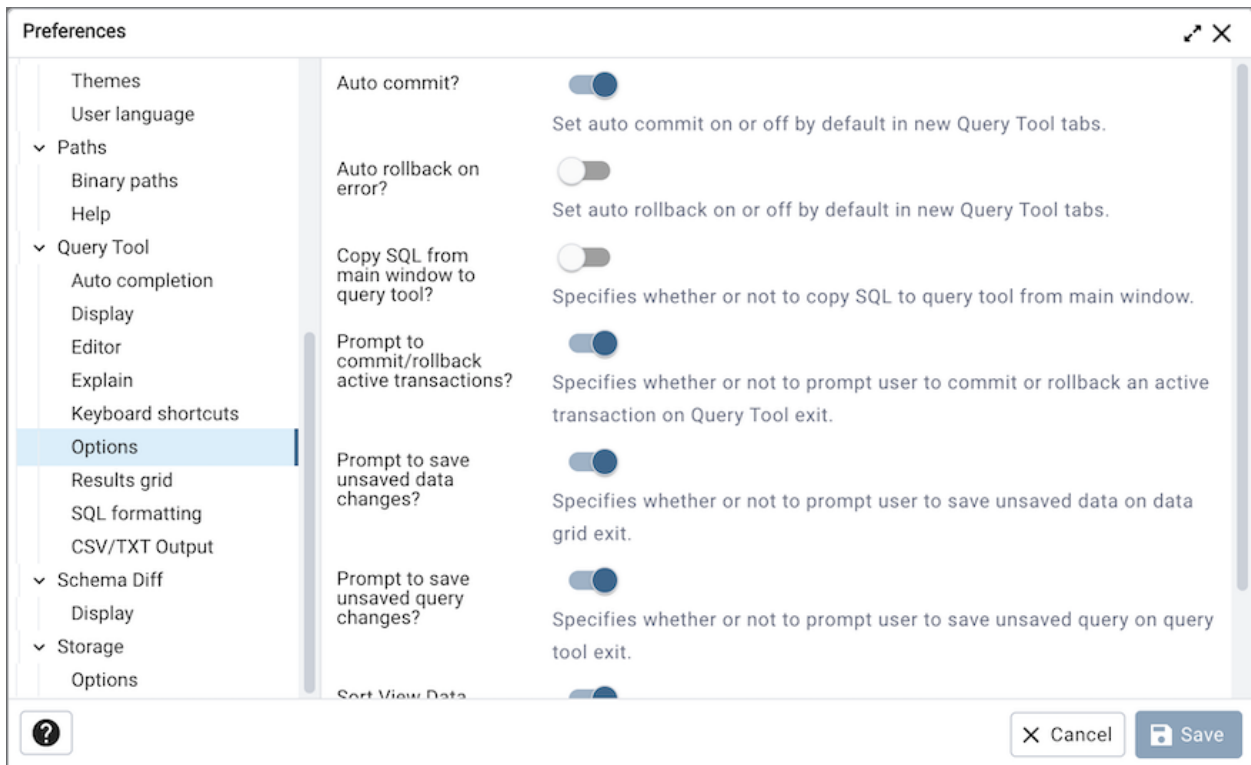 Preferences
Themes
User language
Paths
Binary paths
Help
Query Tool
Auto completion
Display
Editor
Explain
Keyboard shortcuts
Options
Results grid
SQL formatting
CSV/TXT Output
Schema Diff
Display
Storage
Options
Auto commit?
Set auto commit on or off by default in new Query Tool tabs.
Auto rollback on
error?
Set auto rollback on or off by default in new Query Tool tabs.
Copy SQL from
main window to
query tool?
Specifies whether or not to copy SQL to query tool from main window.
Prompt to
commit/rollback
active transactions?
Specifies whether or not to prompt user to commit or rollback an active
transaction on Query Tool exit.
Prompt to save
unsaved data
changes?
Specifies whether or not to prompt user to save unsaved data on data
grid exit.
Prompt to save
unsaved query
changes?
Specifies whether or not to prompt user to save unsaved query on query
tool exit.
Sort View Data
Cancel
Save